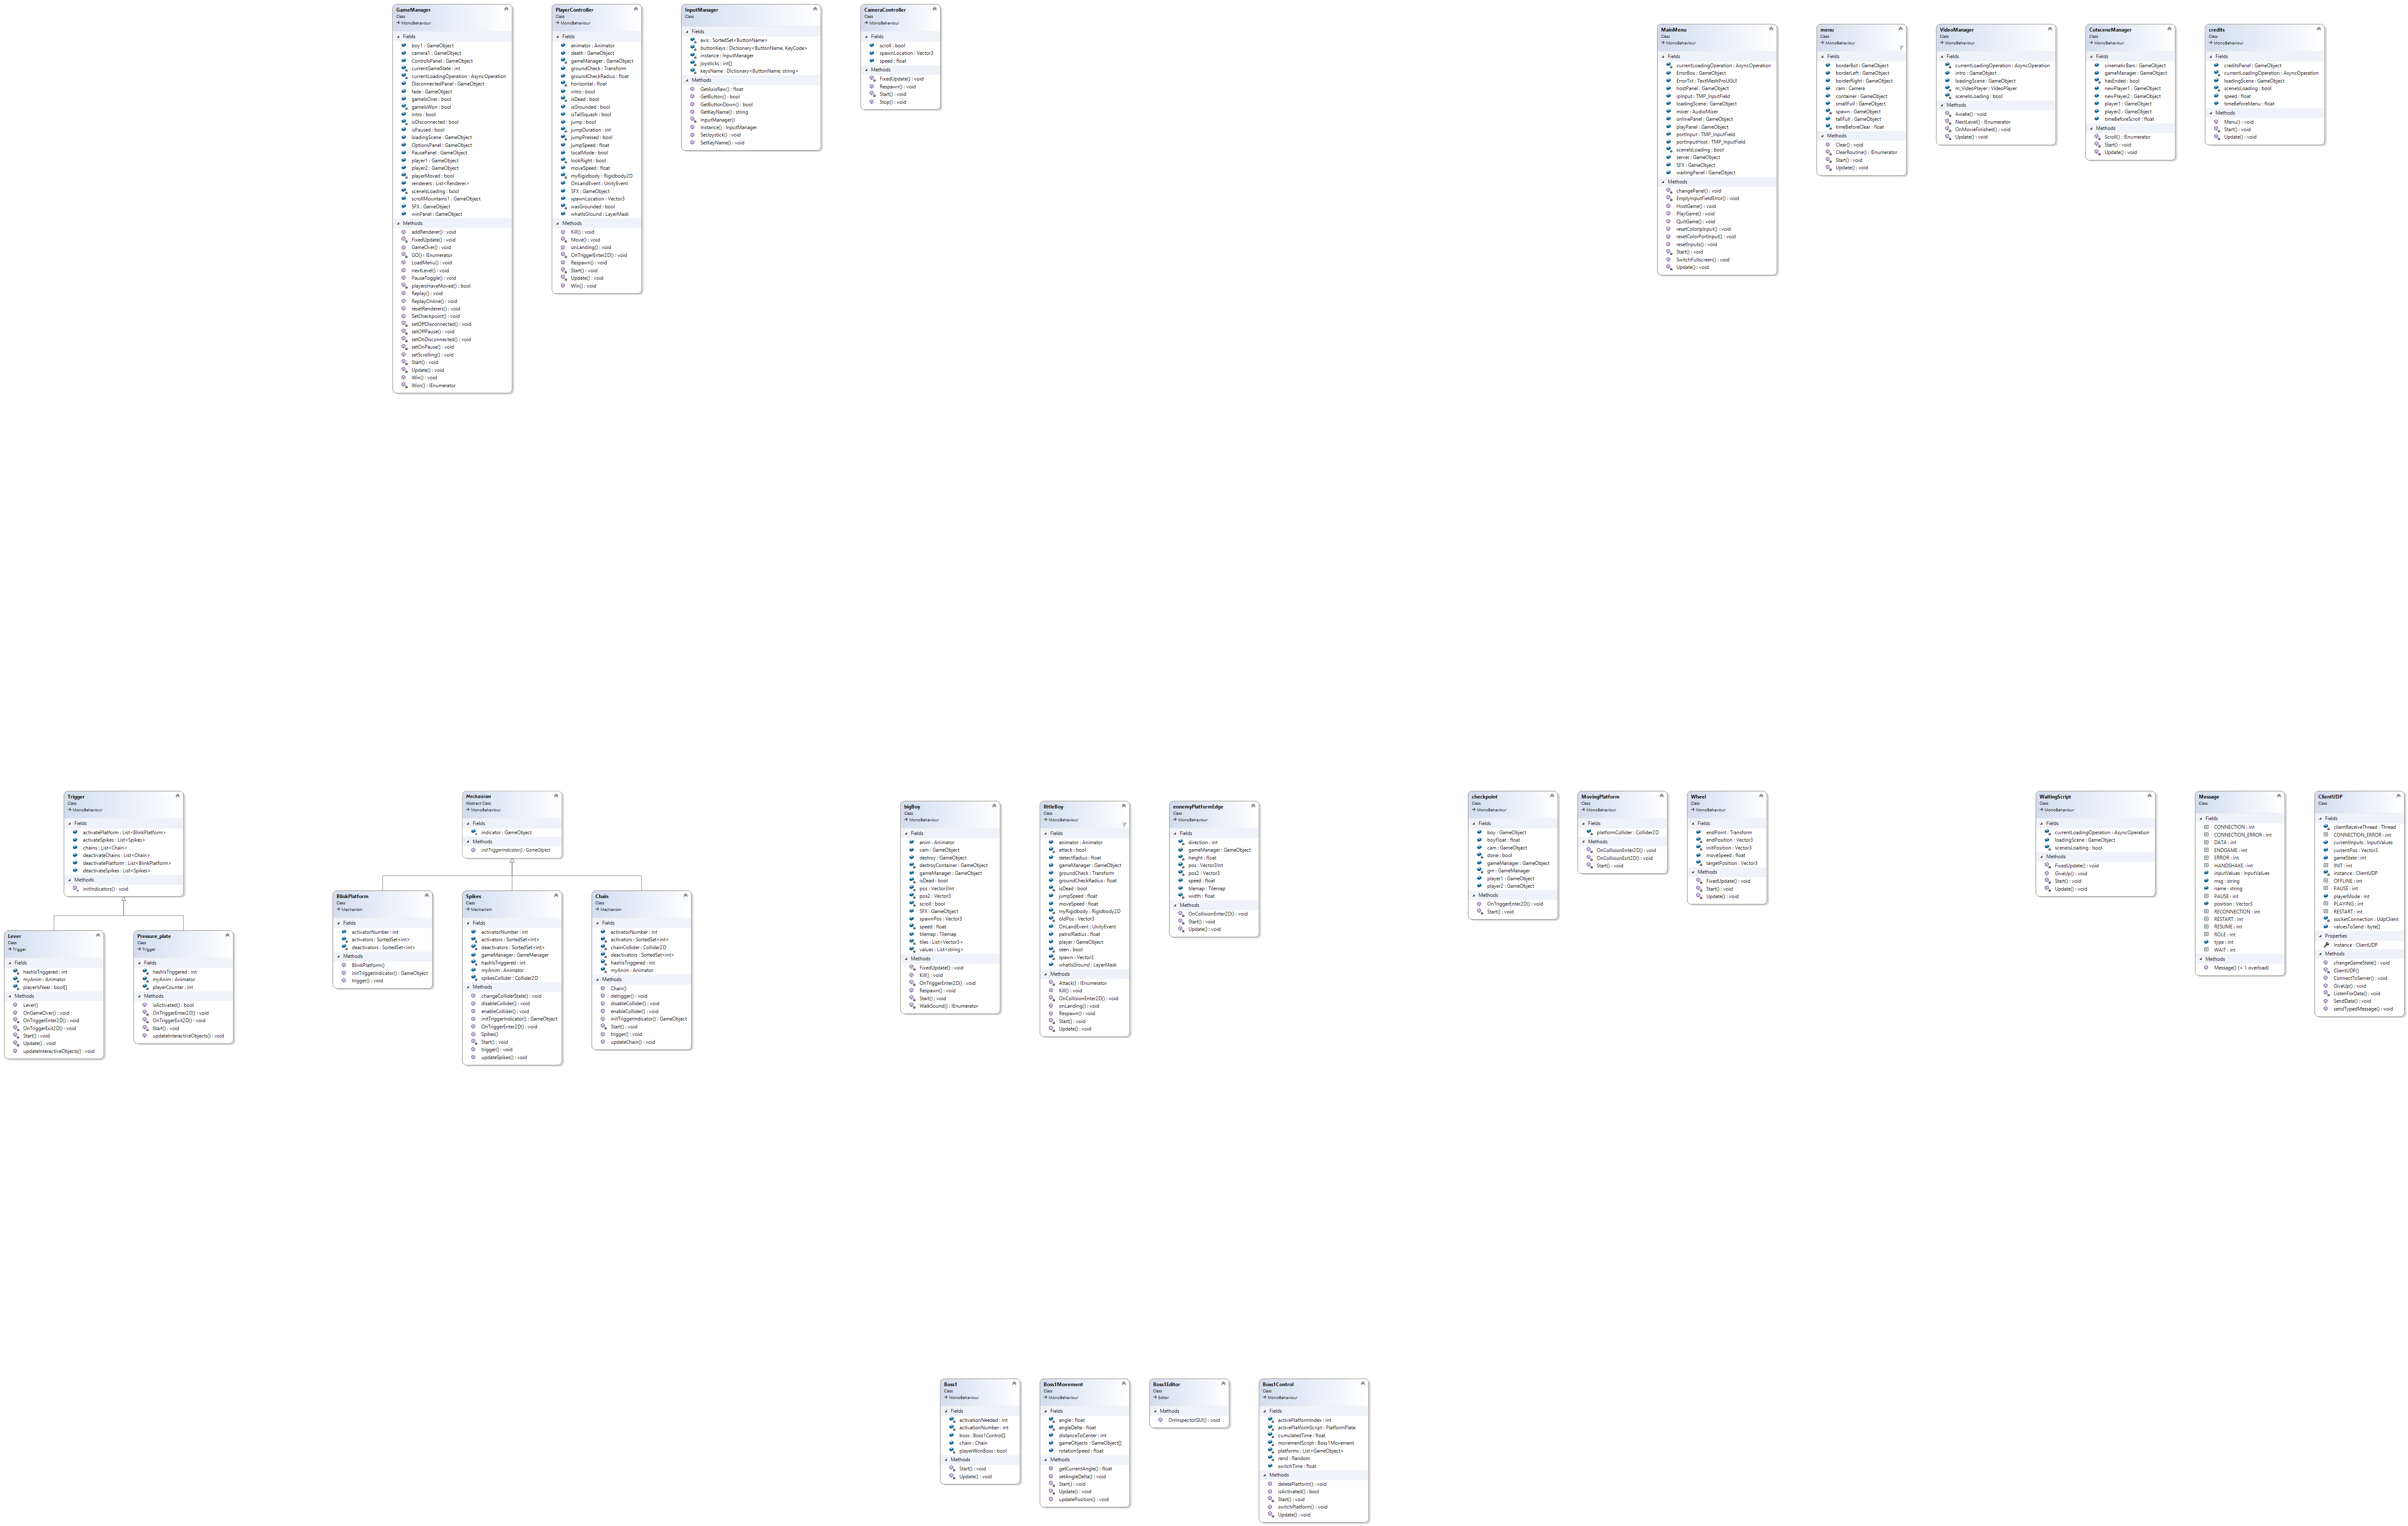 GameManager
Class
→ MonoBehaviour
Fields
boy1 : GameObject
camera1 : GameObject
ControlsPanel : GameObject
currentGameState : int
currentLoadingOperation : AsyncOperation
DisconnectedPanel : GameObject
fade : GameObject
gameIsOver : bool
gameIsWon : bool
intro : bool
isDisconnected : bool
isPaused : bool
loadingScene : GameObject
OptionsPanel : GameObject
PausePanel : GameObject
player1 : GameObject
player2 : GameObject
playerMoved : bool
renderers : List<Renderer>
sceneIsLoading : bool
scrollMountains1 : GameObject
SFX : GameObject
winPanel : GameObject
Methods
addRenderer() : void
FixedUpdate() : void
GameOver() : void
GO() : IEnumerator
LoadMenu() : void
nextLevel() : void
PauseToggle() : void
playersHaveMoved() : bool
Replay() : void
ReplayOnline() : void
resetRenderers() : void
SetCheckpoint() : void
setOffDisconnected() : void
setOffPause() : void
setOnDisconnected() : void
setOnPause() : void
setScrolling() : void
Start() : void
Update() : void
Win() : void
Won() : IEnumerator
PlayerController
Class
→ MonoBehaviour
Fields
animator : Animator
death : GameObject
gameManager : GameObject
groundCheck : Transform
groundCheckRadius : float
horizontal : float
intro : bool
isDead : bool
isGrounded : bool
isTallSquash : bool
jump : bool
jumpDuration : int
jumpPressed : bool
jumpSpeed : float
localMode : bool
lookRight : bool
moveSpeed : float
myRigidbody : Rigidbody2D
OnLandEvent : UnityEvent
SFX : GameObject
spawnLocation : Vector3
wasGrounded : bool
whatIsGround : LayerMask
Methods
Kill() : void
Move() : void
onLanding() : void
OnTriggerEnter2D() : void
Respawn() : void
Start() : void
Update() : void
Win() : void
InputManager
Class
Fields
axis : SortedSet<ButtonName>
buttonKeys : Dictionary<ButtonName, KeyCode>
instance : InputManager
joysticks : int[]
keysName : Dictionary<ButtonName, string>
Methods
GetAxisRaw() : float
GetButton() : bool
GetButtonDown() : bool
GetKeyName() : string
InputManager()
Instance() : InputManager
SetJoystick() : void
SetKeyName() : void
CameraController
Class
→ MonoBehaviour
Fields
scroll : bool
spawnLocation : Vector3
speed : float
Methods
FixedUpdate() : void
Respawn() : void
Start() : void
Stop() : void
MainMenu
Class
→ MonoBehaviour
Fields
currentLoadingOperation : AsyncOperation
ErrorBox : GameObject
ErrorTxt : TextMeshProUGUI
hostPanel : GameObject
ipInput : TMP_InputField
loadingScene : GameObject
mixer : AudioMixer
onlinePanel : GameObject
playPanel : GameObject
portInput : TMP_InputField
portInputHost : TMP_InputField
sceneIsLoading : bool
server : GameObject
SFX : GameObject
waitingPanel : GameObject
Methods
changePanel() : void
EmptyInputFieldError() : void
HostGame() : void
PlayGame() : void
QuitGame() : void
resetColorIpInput() : void
resetColorPortInput() : void
resetInputs() : void
Start() : void
SwitchFullscreen() : void
Update() : void
menu
Class
→ MonoBehaviour
Fields
borderBot : GameObject
borderLeft : GameObject
borderRight : GameObject
cam : Camera
container : GameObject
smallFull : GameObject
spawn : GameObject
tallFull : GameObject
timeBeforeClear : float
Methods
Clear() : void
ClearRoutine() : IEnumerator
Start() : void
Update() : void
VideoManager
Class
→ MonoBehaviour
Fields
currentLoadingOperation : AsyncOperation
intro : GameObject
loadingScene : GameObject
m_VideoPlayer : VideoPlayer
sceneIsLoading : bool
Methods
Awake() : void
NextLevel() : IEnumerator
OnMovieFinished() : void
Update() : void
CutsceneManager
Class
→ MonoBehaviour
Fields
cinematicBars : GameObject
gameManager : GameObject
hasEnded : bool
newPlayer1 : GameObject
newPlayer2 : GameObject
player1 : GameObject
player2 : GameObject
timeBeforeScroll : float
Methods
Scroll() : IEnumerator
Start() : void
Update() : void
credits
Class
→ MonoBehaviour
Fields
creditsPanel : GameObject
currentLoadingOperation : AsyncOperation
loadingScene : GameObject
sceneIsLoading : bool
speed : float
timeBeforeMenu : float
Methods
Menu() : void
Start() : void
Update() : void
Trigger
Class
→ MonoBehaviour
Fields
activatePlatform : List<BlinkPlatform>
activateSpikes : List<Spikes>
chains : List<Chain>
deactivateChains : List<Chain>
deactivatePlatform : List<BlinkPlatform>
deactivateSpikes : List<Spikes>
Methods
initIndicators() : void
Lever
Class
→ Trigger
Fields
hashIsTriggered : int
myAnim : Animator
playerIsNear : bool[]
Methods
Lever()
OnGameOver() : void
OnTriggerEnter2D() : void
OnTriggerExit2D() : void
Start() : void
Update() : void
updateInteractiveObjects() : void
Pressure_plate
Class
→ Trigger
Fields
hashIsTriggered : int
myAnim : Animator
playerCounter : int
Methods
isActivated() : bool
OnTriggerEnter2D() : void
OnTriggerExit2D() : void
Start() : void
updateInteractiveObjects() : void
Mechanism
Abstract Class
→ MonoBehaviour
Fields
indicator : GameObject
Methods
initTriggerIndicator() : GameObject
BlinkPlatform
Class
→ Mechanism
Fields
activatorNumber : int
activators : SortedSet<int>
deactivators : SortedSet<int>
Methods
BlinkPlatform()
initTriggerIndicator() : GameObject
trigger() : void
Spikes
Class
→ Mechanism
Fields
activatorNumber : int
activators : SortedSet<int>
deactivators : SortedSet<int>
gameManager : GameManager
hashIsTriggered : int
myAnim : Animator
spikesCollider : Collider2D
Methods
changeColliderState() : void
disableCollider() : void
enableCollider() : void
initTriggerIndicator() : GameObject
OnTriggerEnter2D() : void
Spikes()
Start() : void
trigger() : void
updateSpikes() : void
Chain
Class
→ Mechanism
Fields
activatorNumber : int
activators : SortedSet<int>
chainCollider : Collider2D
deactivators : SortedSet<int>
hashIsTriggered : int
myAnim : Animator
Methods
Chain()
detrigger() : void
disableCollider() : void
enableCollider() : void
initTriggerIndicator() : GameObject
Start() : void
trigger() : void
updateChain() : void
bigBoy
Class
→ MonoBehaviour
Fields
anim : Animator
cam : GameObject
destroy : GameObject
destroyContainer : GameObject
gameManager : GameObject
isDead : bool
pos : Vector3Int
pos2 : Vector3
scroll : bool
SFX : GameObject
spawnPos : Vector3
speed : float
tilemap : Tilemap
tiles : List<Vector3>
values : List<string>
Methods
FixedUpdate() : void
Kill() : void
OnTriggerEnter2D() : void
Respawn() : void
Start() : void
WalkSound() : IEnumerator
littleBoy
Class
→ MonoBehaviour
Fields
animator : Animator
attack : bool
detectRadius : float
gameManager : GameObject
groundCheck : Transform
groundCheckRadius : float
isDead : bool
jumpSpeed : float
moveSpeed : float
myRigidbody : Rigidbody2D
oldPos : Vector3
OnLandEvent : UnityEvent
patrolRadius : float
player : GameObject
seen : bool
spawn : Vector3
whatIsGround : LayerMask
Methods
Attack() : IEnumerator
Kill() : void
OnCollisionEnter2D() : void
onLanding() : void
Respawn() : void
Start() : void
Update() : void
ennemyPlatformEdge
Class
→ MonoBehaviour
Fields
direction : int
gameManager : GameObject
height : float
pos : Vector3Int
pos2 : Vector3
speed : float
tilemap : Tilemap
width : float
Methods
OnCollisionEnter2D() : void
Start() : void
Update() : void
checkpoint
Class
→ MonoBehaviour
Fields
boy : GameObject
boyFloat : float
cam : GameObject
done : bool
gameManager : GameObject
gm : GameManager
player1 : GameObject
player2 : GameObject
Methods
OnTriggerEnter2D() : void
Start() : void
MovingPlatform
Class
→ MonoBehaviour
Fields
platformCollider : Collider2D
Methods
OnCollisionEnter2D() : void
OnCollisionExit2D() : void
Start() : void
Wheel
Class
→ MonoBehaviour
Fields
endPoint : Transform
endPosition : Vector3
initPosition : Vector3
moveSpeed : float
targetPosition : Vector3
Methods
FixedUpdate() : void
Start() : void
Update() : void
WaitingScript
Class
→ MonoBehaviour
Fields
currentLoadingOperation : AsyncOperation
loadingScene : GameObject
sceneIsLoading : bool
Methods
FixedUpdate() : void
GiveUp() : void
Start() : void
Update() : void
Message
Class
→ MonoBehaviour
Fields
CONNECTION : int
CONNECTION_ERROR : int
DATA : int
ENDGAME : int
ERROR : int
HANDSHAKE : int
inputValues : InputValues
msg : string
name : string
PAUSE : int
position : Vector3
RECONNECTION : int
RESTART : int
RESUME : int
ROLE : int
type : int
WAIT : int
Methods
Message() (+ 1 overload)
ClientUDP
Class
→ MonoBehaviour
Fields
clientReceiveThread : Thread
CONNECTION_ERROR : int
currentInputs : InputValues
currentPos : Vector3
gameState : int
INIT : int
instance : ClientUDP
OFFLINE : int
PAUSE : int
playerMode : int
PLAYING : int
RESTART : int
socketConnection : UdpClient
valuesToSend : byte[]
Properties
Instance : ClientUDP
Methods
changeGameState() : void
ClientUDP()
ConnectToServer() : void
GiveUp() : void
ListenForData() : void
SendData() : void
sendTypedMessage() : void
Boss1
Class
→ MonoBehaviour
Fields
activationNeeded : int
activationNumber : int
boss : Boss1Control[]
chain : Chain
playerWonBoss : bool
Methods
Start() : void
Update() : void
Boss1Movement
Class
→ MonoBehaviour
Fields
angle : float
angleDelta : float
distanceToCenter : int
gameObjects : GameObject[]
rotationSpeed : float
Methods
getCurrentAngle() : float
setAngleDelta() : void
Start() : void
Update() : void
updatePosition() : void
Boss1Editor
Class
→ Editor
Methods
OnInspectorGUI() : void
Boss1Control
Class
→ MonoBehaviour
Fields
activePlatformIndex : int
activePlatformScript : PlatformPlate
cumulatedTime : float
movementScript : Boss1Movement
platforms : List<GameObject>
rand : Random
switchTime : float
Methods
deletePlatform() : void
isActivated() : bool
Start() : void
switchPlatform() : void
Update() : void